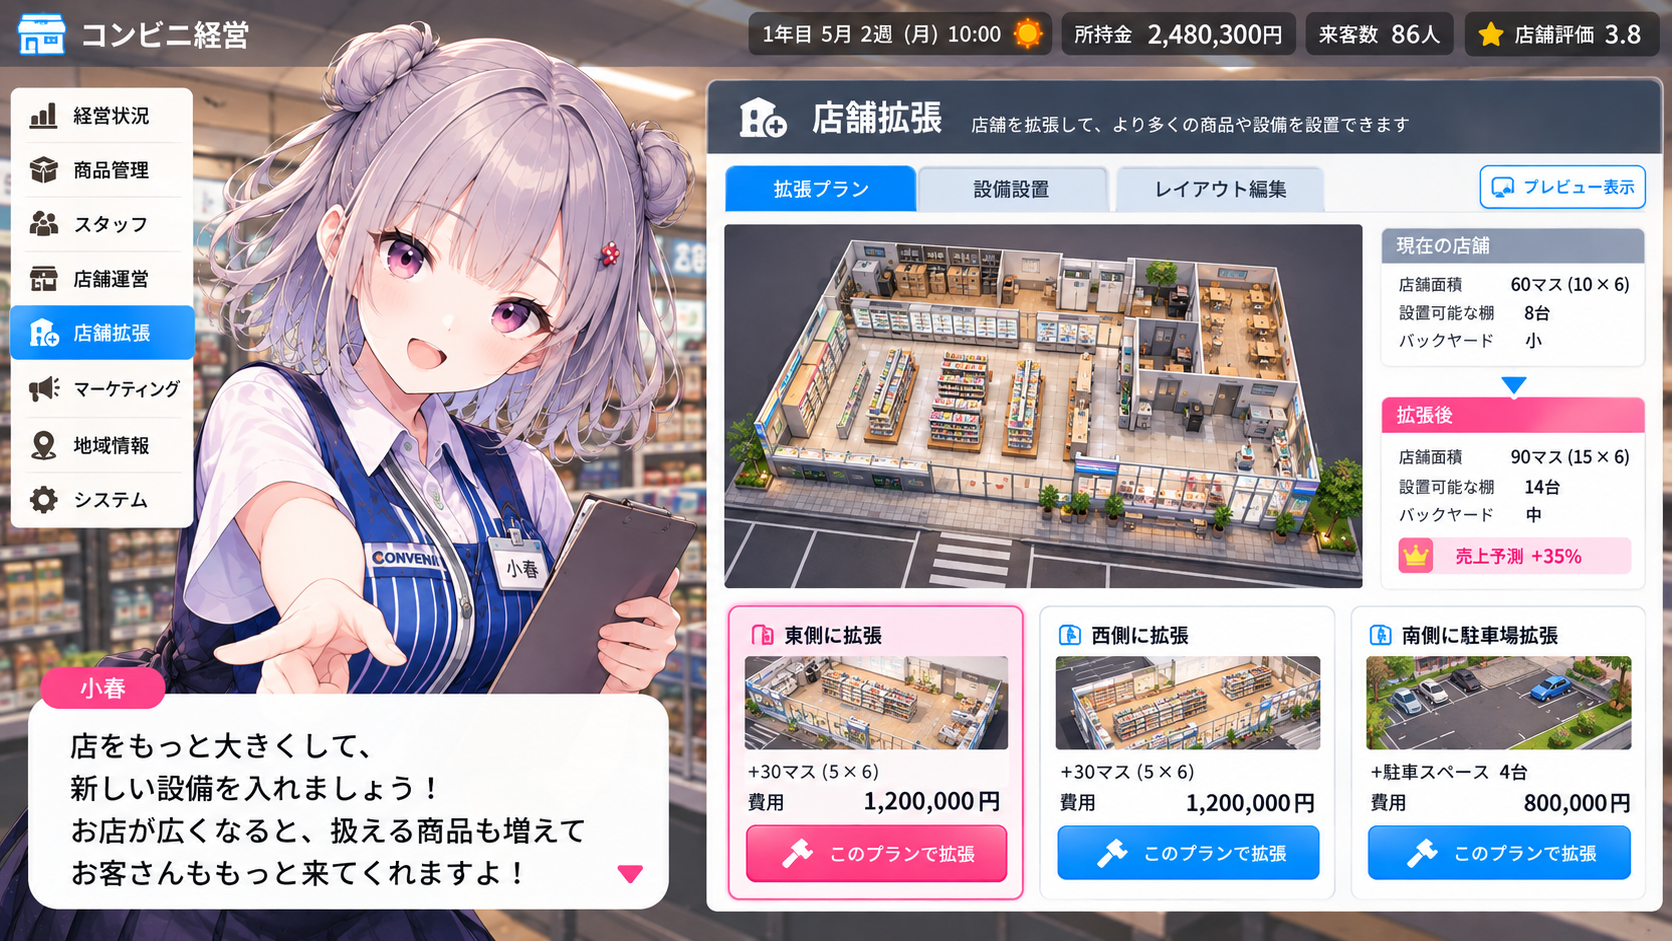 コンビニ経営
1年目 5月 2週 (月) 10:00
所持金 2,480,300円
来客数 86人
店舗評価 3.8
経営状況
商品管理
スタッフ
店舗運営
店舗拡張
マーケティング
地域情報
システム
店舗拡張
店舗を拡張して、より多くの商品や設備を設置できます
拡張プラン
設備設置
レイアウト編集
プレビュー表示
現在の店舗
店舗面積 60マス (10×6)
設置可能な棚 8台
バックヤード 小
拡張後
店舗面積 90マス (15×6)
設置可能な棚 14台
バックヤード 中
売上予測 +35%
東側に拡張
+30マス (5×6)
費用 1,200,000円
このプランで拡張
西側に拡張
+30マス (5×6)
費用 1,200,000円
このプランで拡張
南側に駐車場拡張
+駐車スペース 4台
費用 800,000円
このプランで拡張
CONVENI
小春
小春
店をもっと大きくして、
新しい設備を入れましょう！
お店が広くなると、扱える商品も増えて
お客さんももっと来てくれますよ！